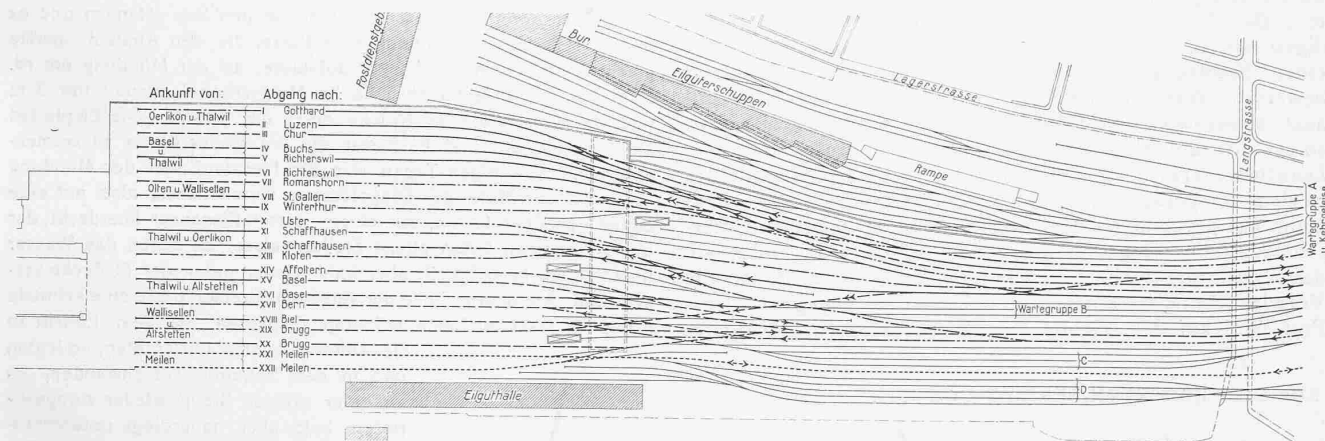 Postdienstgeb.
Bur.
Eilgüterschuppen
Lagerstrasse
Langstrasse
Rampe
Ankunft von: Abgang nach:
I Gotthard
Oerlikon u. Thalwil
II Luzern
III Chur
Basel
u.
IV Buchs
Thalwil
V Richterswil
VI Richterswil
VII Romanshorn
Olten u. Wallisellen
VIII St.Gallen
IX Winterthur
X Uster
XI Schaffhausen
Thalwil u. Oerlikon
XII Schaffhausen
XIII Kloten
XIV Affoltern
XV Basel
Thalwil u. Altstetten
XVI Basel
XVII Bern
Wallisellen
u.
XVIII Biel
Altstetten
XIX Brugg
XX Brugg
Meilen
XXI Meilen
XXII Meilen
Wartegruppe A
u. Kehrgeleise
Wartegruppe B
C
D
Eilguthalle